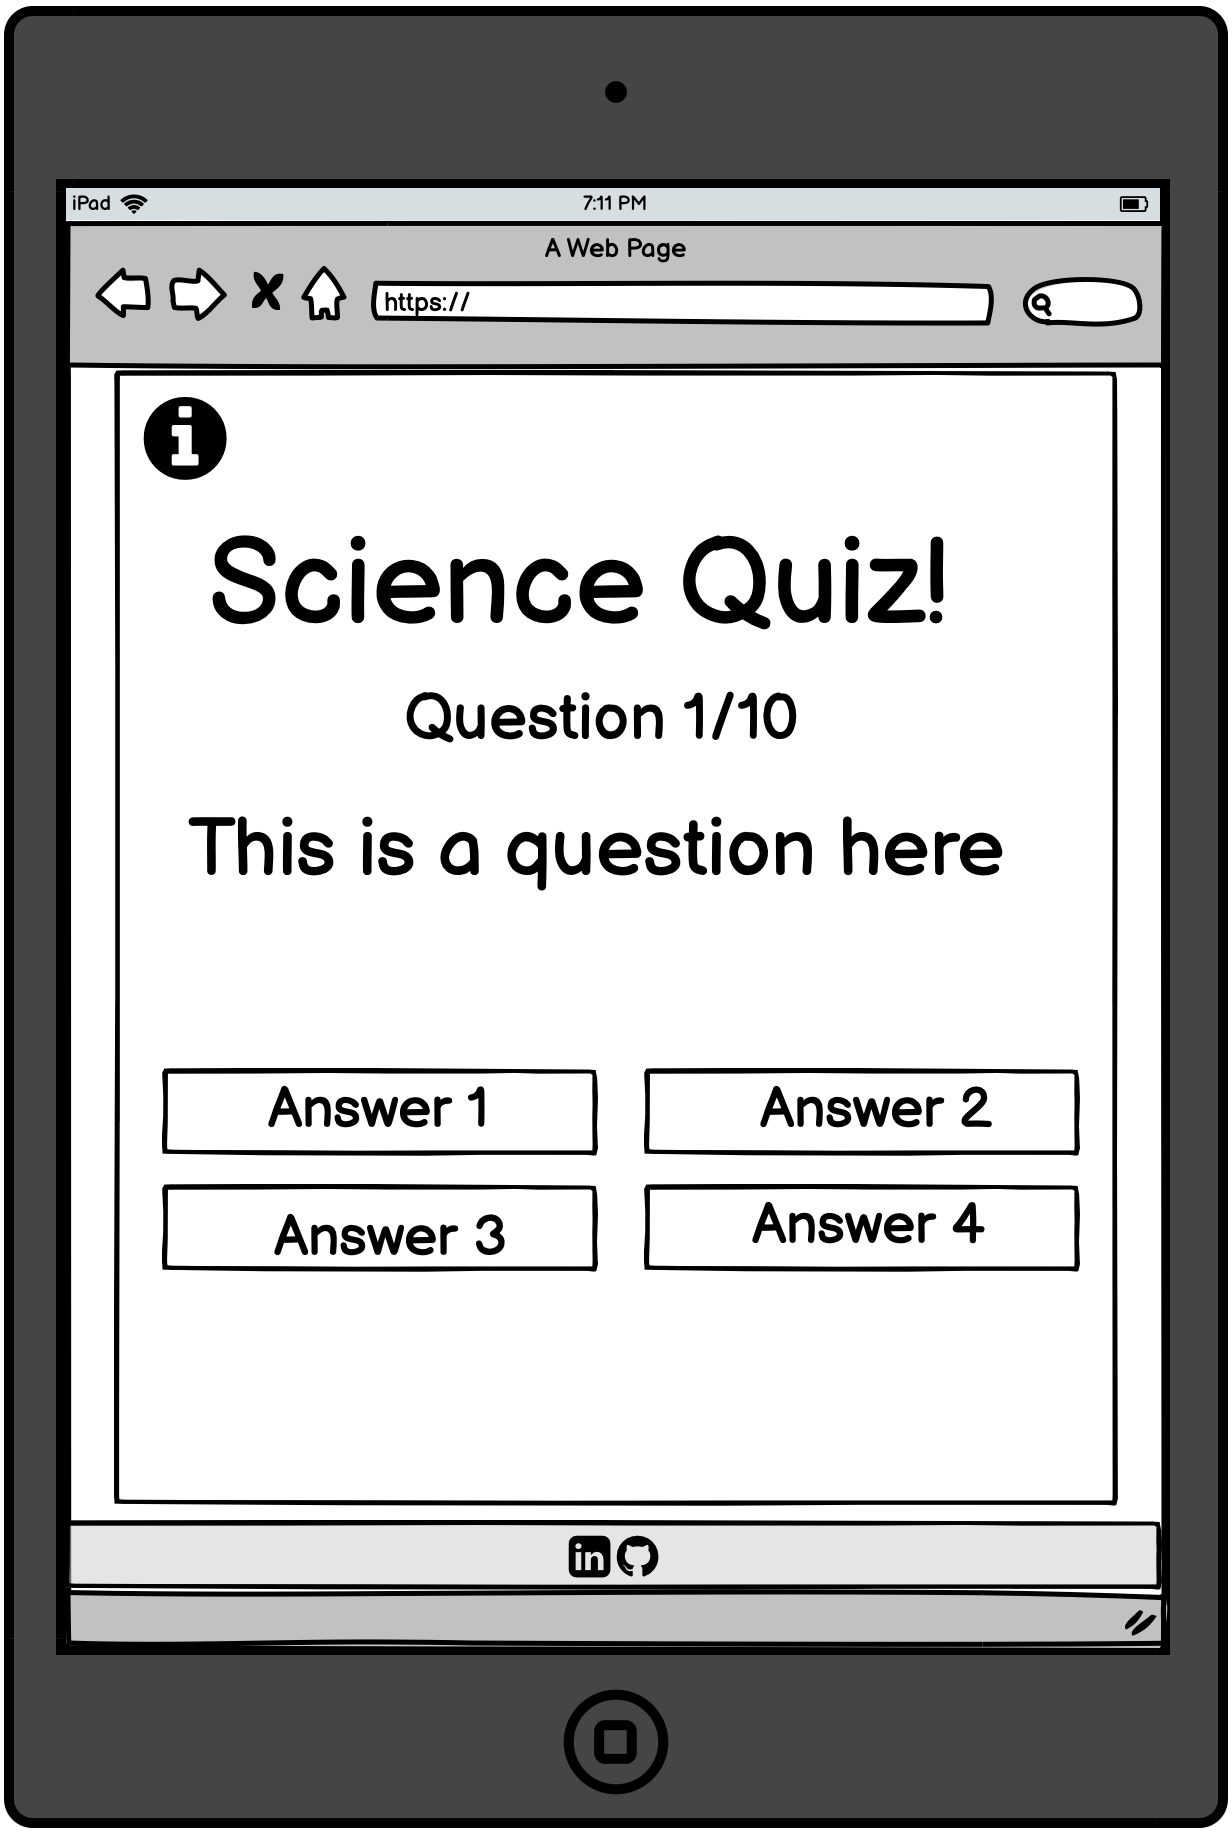 iPad 7:11 PM
A Web Page
https://
i
Science Quiz!
Question 1/10
This is a question here
Answer 1 Answer 2
Answer 3 Answer 4
in